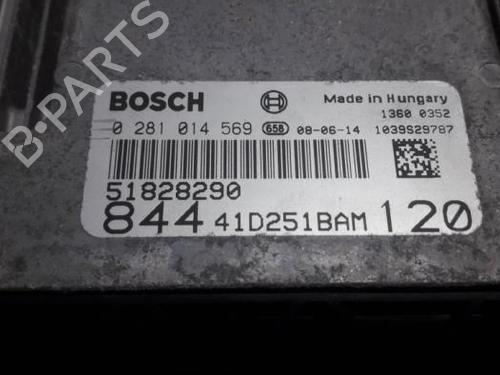 B-Parts
BOSCH
Made in Hungary
1360 0352
0 281 014 569 658 08-06-14 1039S29787
51828290
844 41D251BAM 120